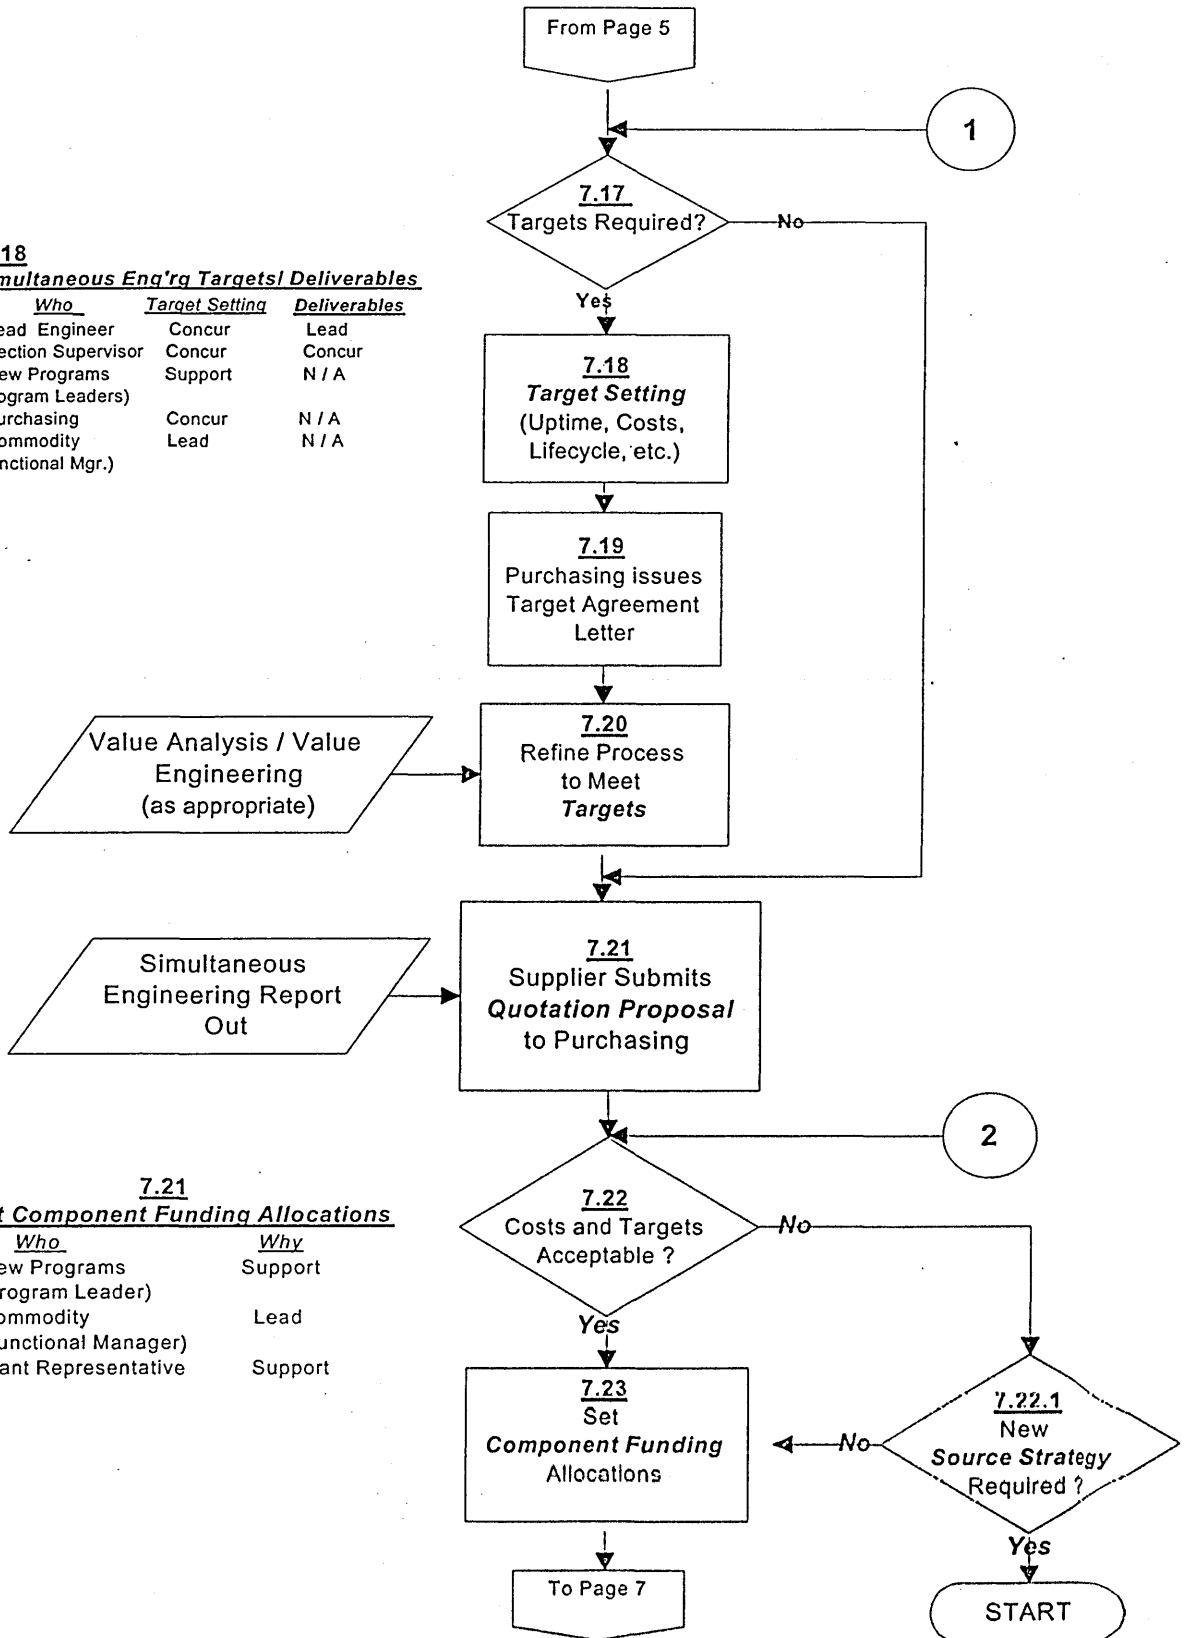 From Page 5
1
7.17
Targets Required?
No
Yes
18
multaneous Eng'rg Targets/ Deliverables
Who Target Setting Deliverables
ead Engineer Concur Lead
ection Supervisor Concur Concur
ew Programs Support N / A
ogram Leaders)
urchasing Concur N / A
ommodity Lead N / A
nctional Mgr.)
7.18
Target Setting
(Uptime, Costs,
Lifecycle, etc.)
7.19
Purchasing issues
Target Agreement
Letter
Value Analysis / Value
Engineering
(as appropriate)
7.20
Refine Process
to Meet
Targets
Simultaneous
Engineering Report
Out
7.21
Supplier Submits
Quotation Proposal
to Purchasing
2
7.22
Costs and Targets
Acceptable ?
No
Yes
7.21
t Component Funding Allocations
Who Why
ew Programs Support
rogram Leader)
ommodity Lead
unctional Manager)
ant Representative Support
7.23
Set
Component Funding
Allocations
No
7.22.1
New
Source Strategy
Required ?
Yes
To Page 7
START